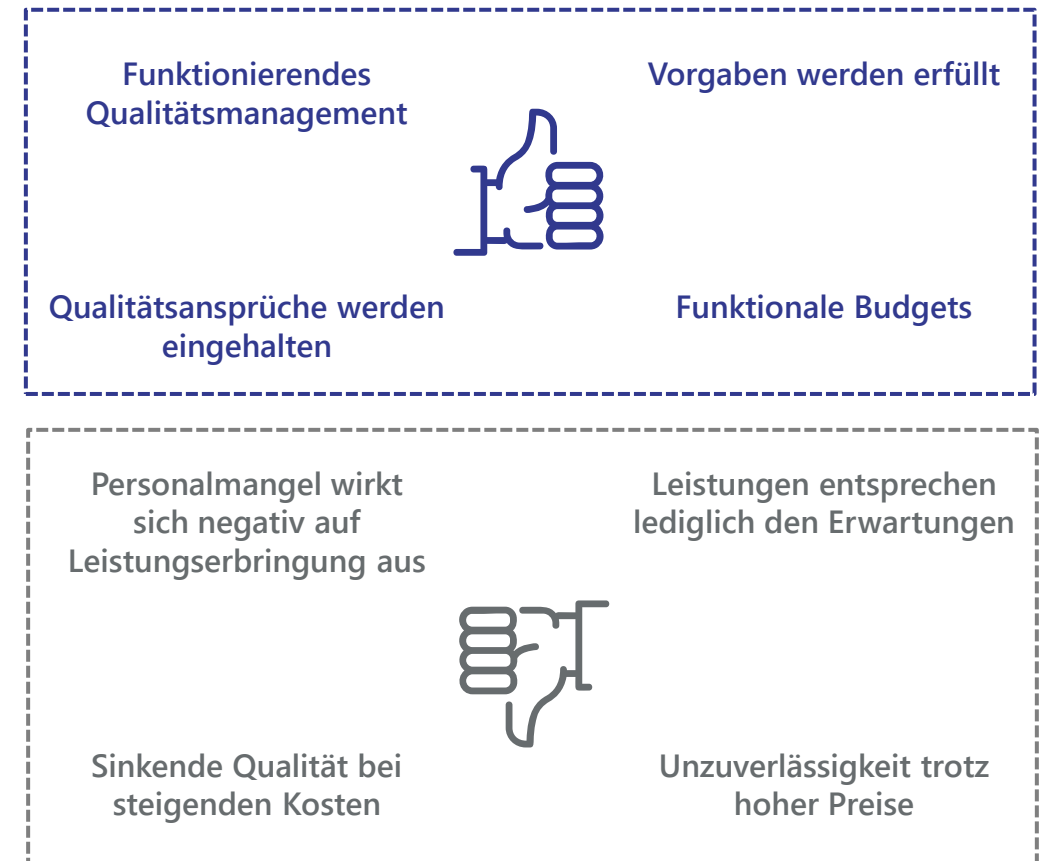 Funktionierendes
Qualitätsmanagement
Vorgaben werden erfüllt
Qualitätsansprüche werden
eingehalten
Funktionale Budgets
Personalmangel wirkt
sich negativ auf
Leistungserbringung aus
Leistungen entsprechen
lediglich den Erwartungen
Sinkende Qualität bei
steigenden Kosten
Unzuverlässigkeit trotz
hoher Preise